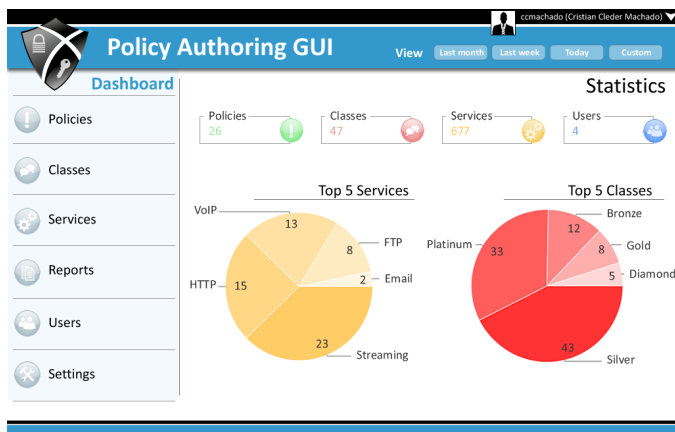 ccmachado (Cristian Cleder Machado)
Policy Authoring GUI
View Last month Last week Today Custom
Dashboard
Policies
Classes
Services
Reports
Users
Settings
Statistics
Policies
26
Classes
47
Services
677
Users
4
Top 5 Services
VoIP
13
FTP
8
Email
2
HTTP
15
Streaming
23
Top 5 Classes
Bronze
12
Gold
8
Diamond
5
Platinum
33
Silver
43